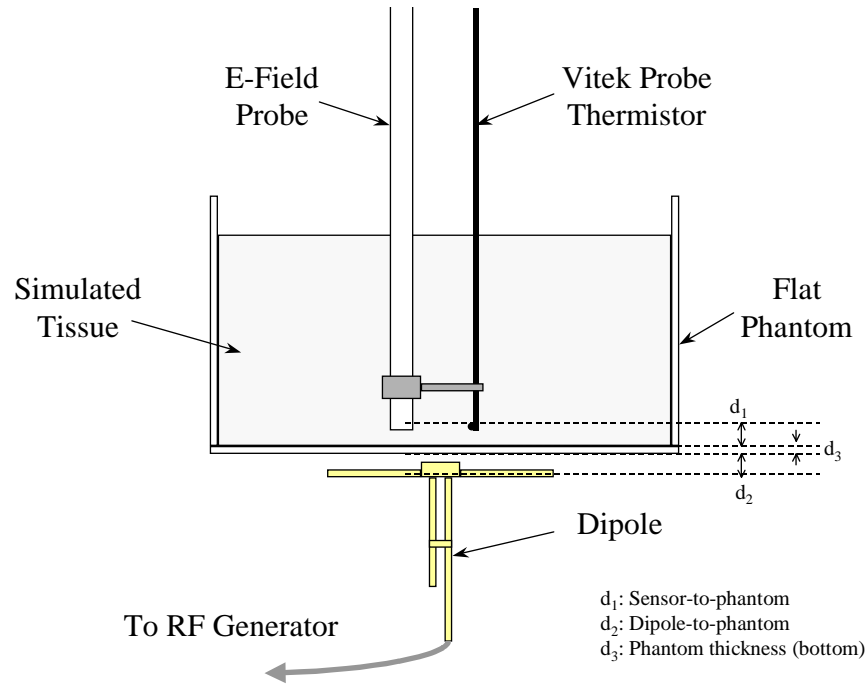 E-Field
Probe
Vitek Probe
Thermistor
Simulated
Tissue
Flat
Phantom
d₁
d₃
d₂
Dipole
To RF Generator
d₁: Sensor-to-phantom
d₂: Dipole-to-phantom
d₃: Phantom thickness (bottom)